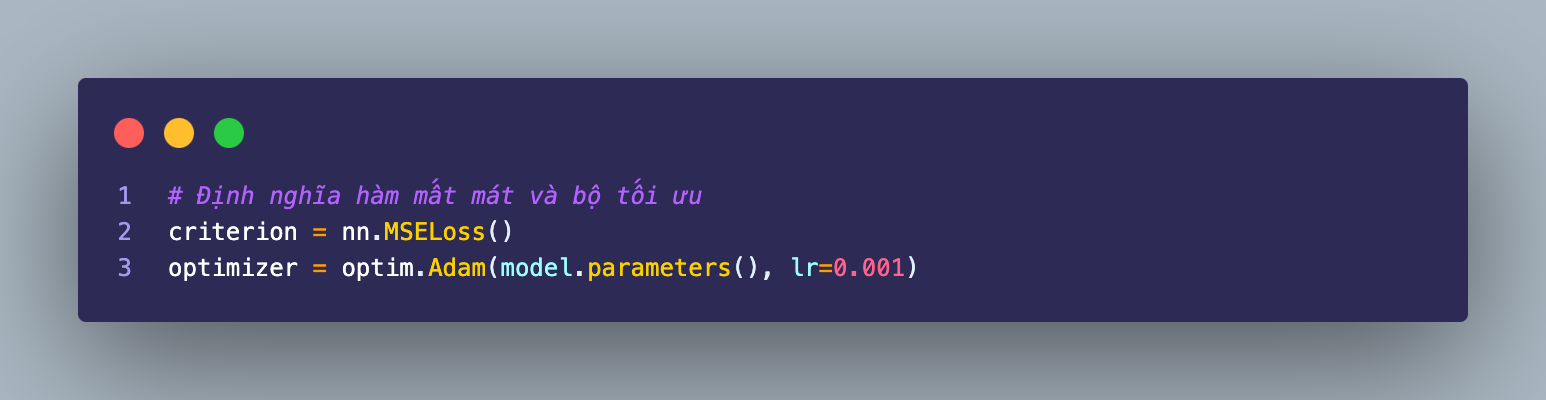 1 # Định nghĩa hàm mất mát và bộ tối ưu
2 criterion = nn.MSELoss()
3 optimizer = optim.Adam(model.parameters(), lr=0.001)